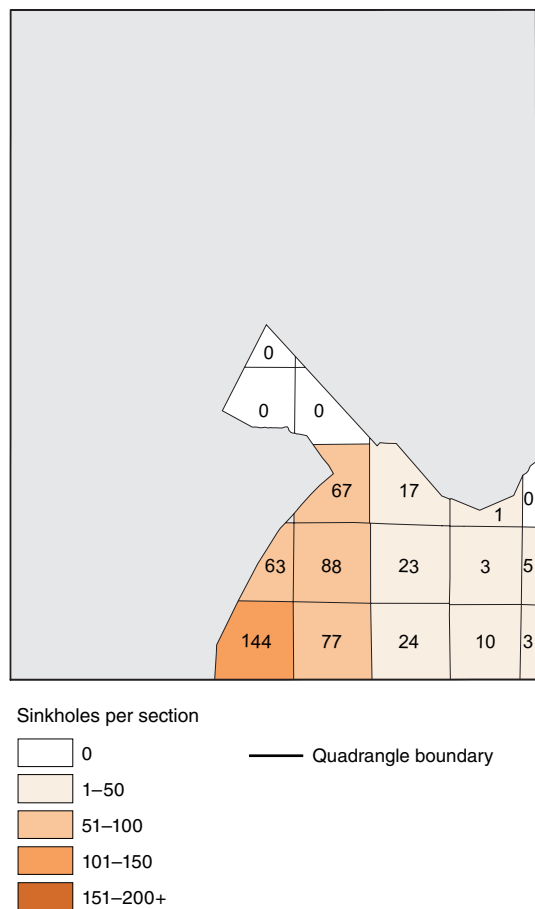 0
0 0
67 17 1 0
63 88 23 3 5
144 77 24 10 3
Sinkholes per section
0
1–50
51–100
101–150
151–200+
Quadrangle boundary